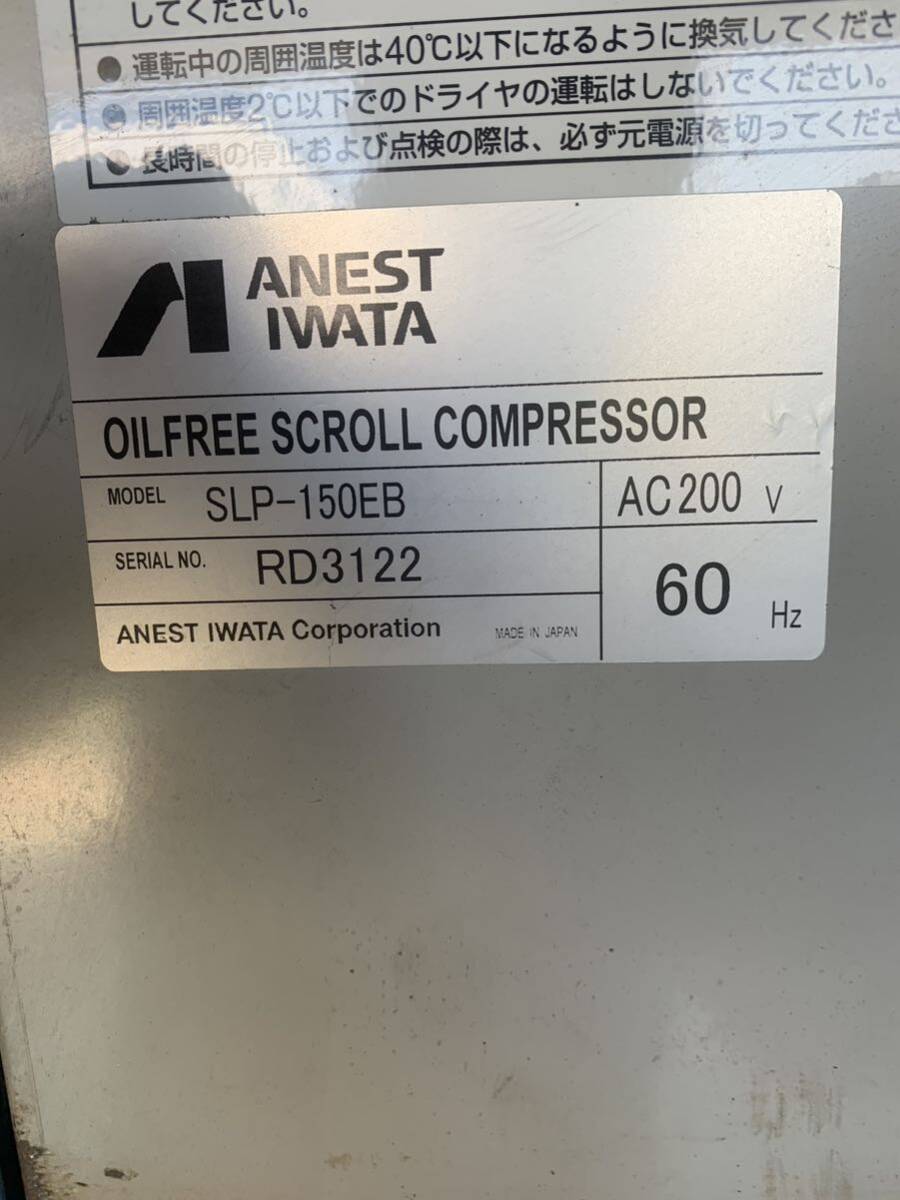 してください。
● 運転中の周囲温度は40℃以下になるように換気してくださ
● 周囲温度2℃以下でのドライヤの運転はしないでください。
● 長時間の停止および点検の際は、必ず元電源を切ってくださ
ANEST
IWATA
OILFREE SCROLL COMPRESSOR
MODEL SLP-150EB
AC 200 V
SERIAL NO. RD3122
60 Hz
ANEST IWATA Corporation MADE IN JAPAN